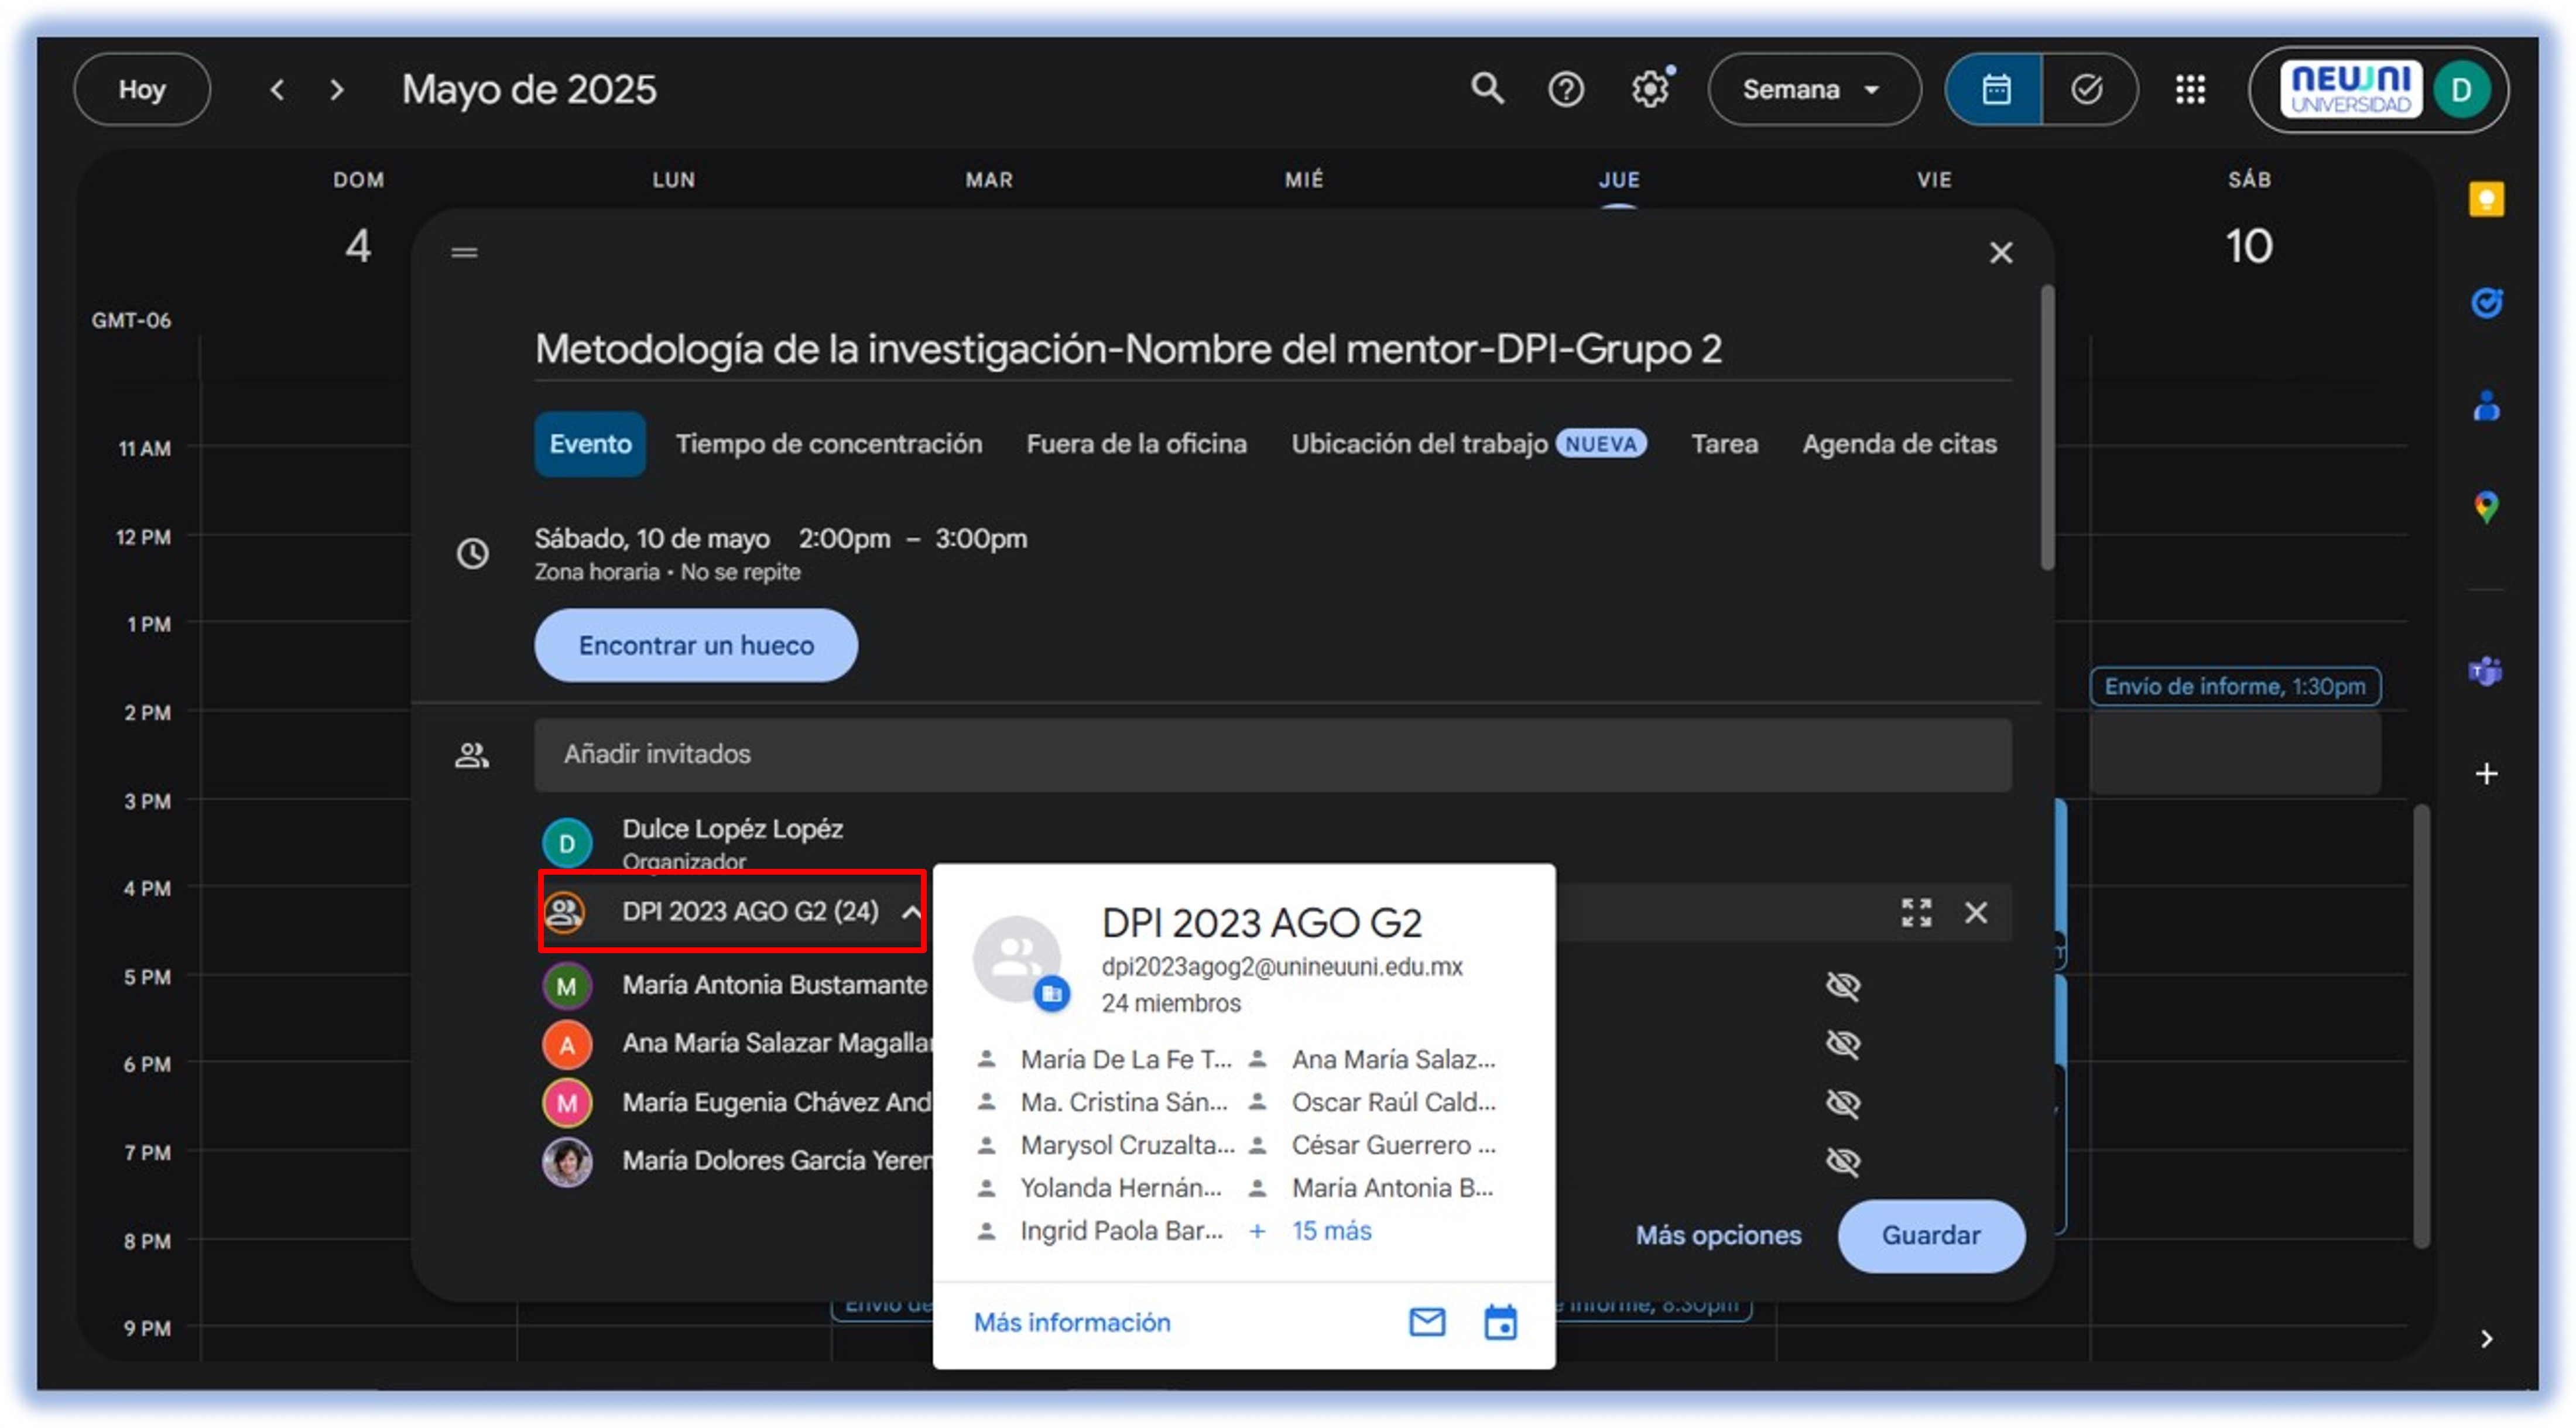 Hoy
Mayo de 2025
Semana
NEUUNI
UNIVERSIDAD
D
DOM
LUN
MAR
MIÉ
JUE
VIE
SÁB
4
10
GMT-06
Metodología de la investigación-Nombre del mentor-DPI-Grupo 2
Evento
Tiempo de concentración
Fuera de la oficina
Ubicación del trabajo NUEVA
Tarea
Agenda de citas
11 AM
12 PM
1 PM
2 PM
3 PM
4 PM
5 PM
6 PM
7 PM
8 PM
9 PM
Sábado, 10 de mayo 2:00pm – 3:00pm
Zona horaria • No se repite
Encontrar un hueco
Envío de informe, 1:30pm
Añadir invitados
D
Dulce Lopéz Lopéz
Organizador
DPI 2023 AGO G2 (24)
M
María Antonia Bustamante
A
Ana María Salazar Magallan
M
María Eugenia Chávez And
María Dolores García Yeren
DPI 2023 AGO G2
dpi2023agog2@unineuuni.edu.mx
24 miembros
María De La Fe T...
Ana María Salaz...
Ma. Cristina Sán...
Oscar Raúl Cald...
Marysol Cruzalta...
César Guerrero ...
Yolanda Hernán...
María Antonia B...
Ingrid Paola Bar...
+ 15 más
Más información
Más opciones
Guardar
Envío de
e informe, 8:30pm